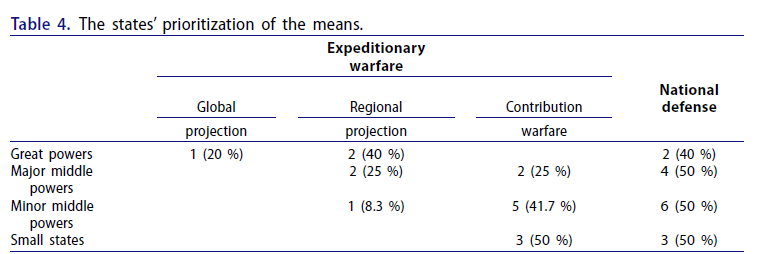 Table 4. The states' prioritization of the means.
Expeditionary
warfare
National
defense
Global
projection
Regional
projection
Contribution
warfare
Great powers 1 (20 %) 2 (40 %) 2 (40 %)
Major middle
powers 2 (25 %) 2 (25 %) 4 (50 %)
Minor middle
powers 1 (8.3 %) 5 (41.7 %) 6 (50 %)
Small states 3 (50 %) 3 (50 %)